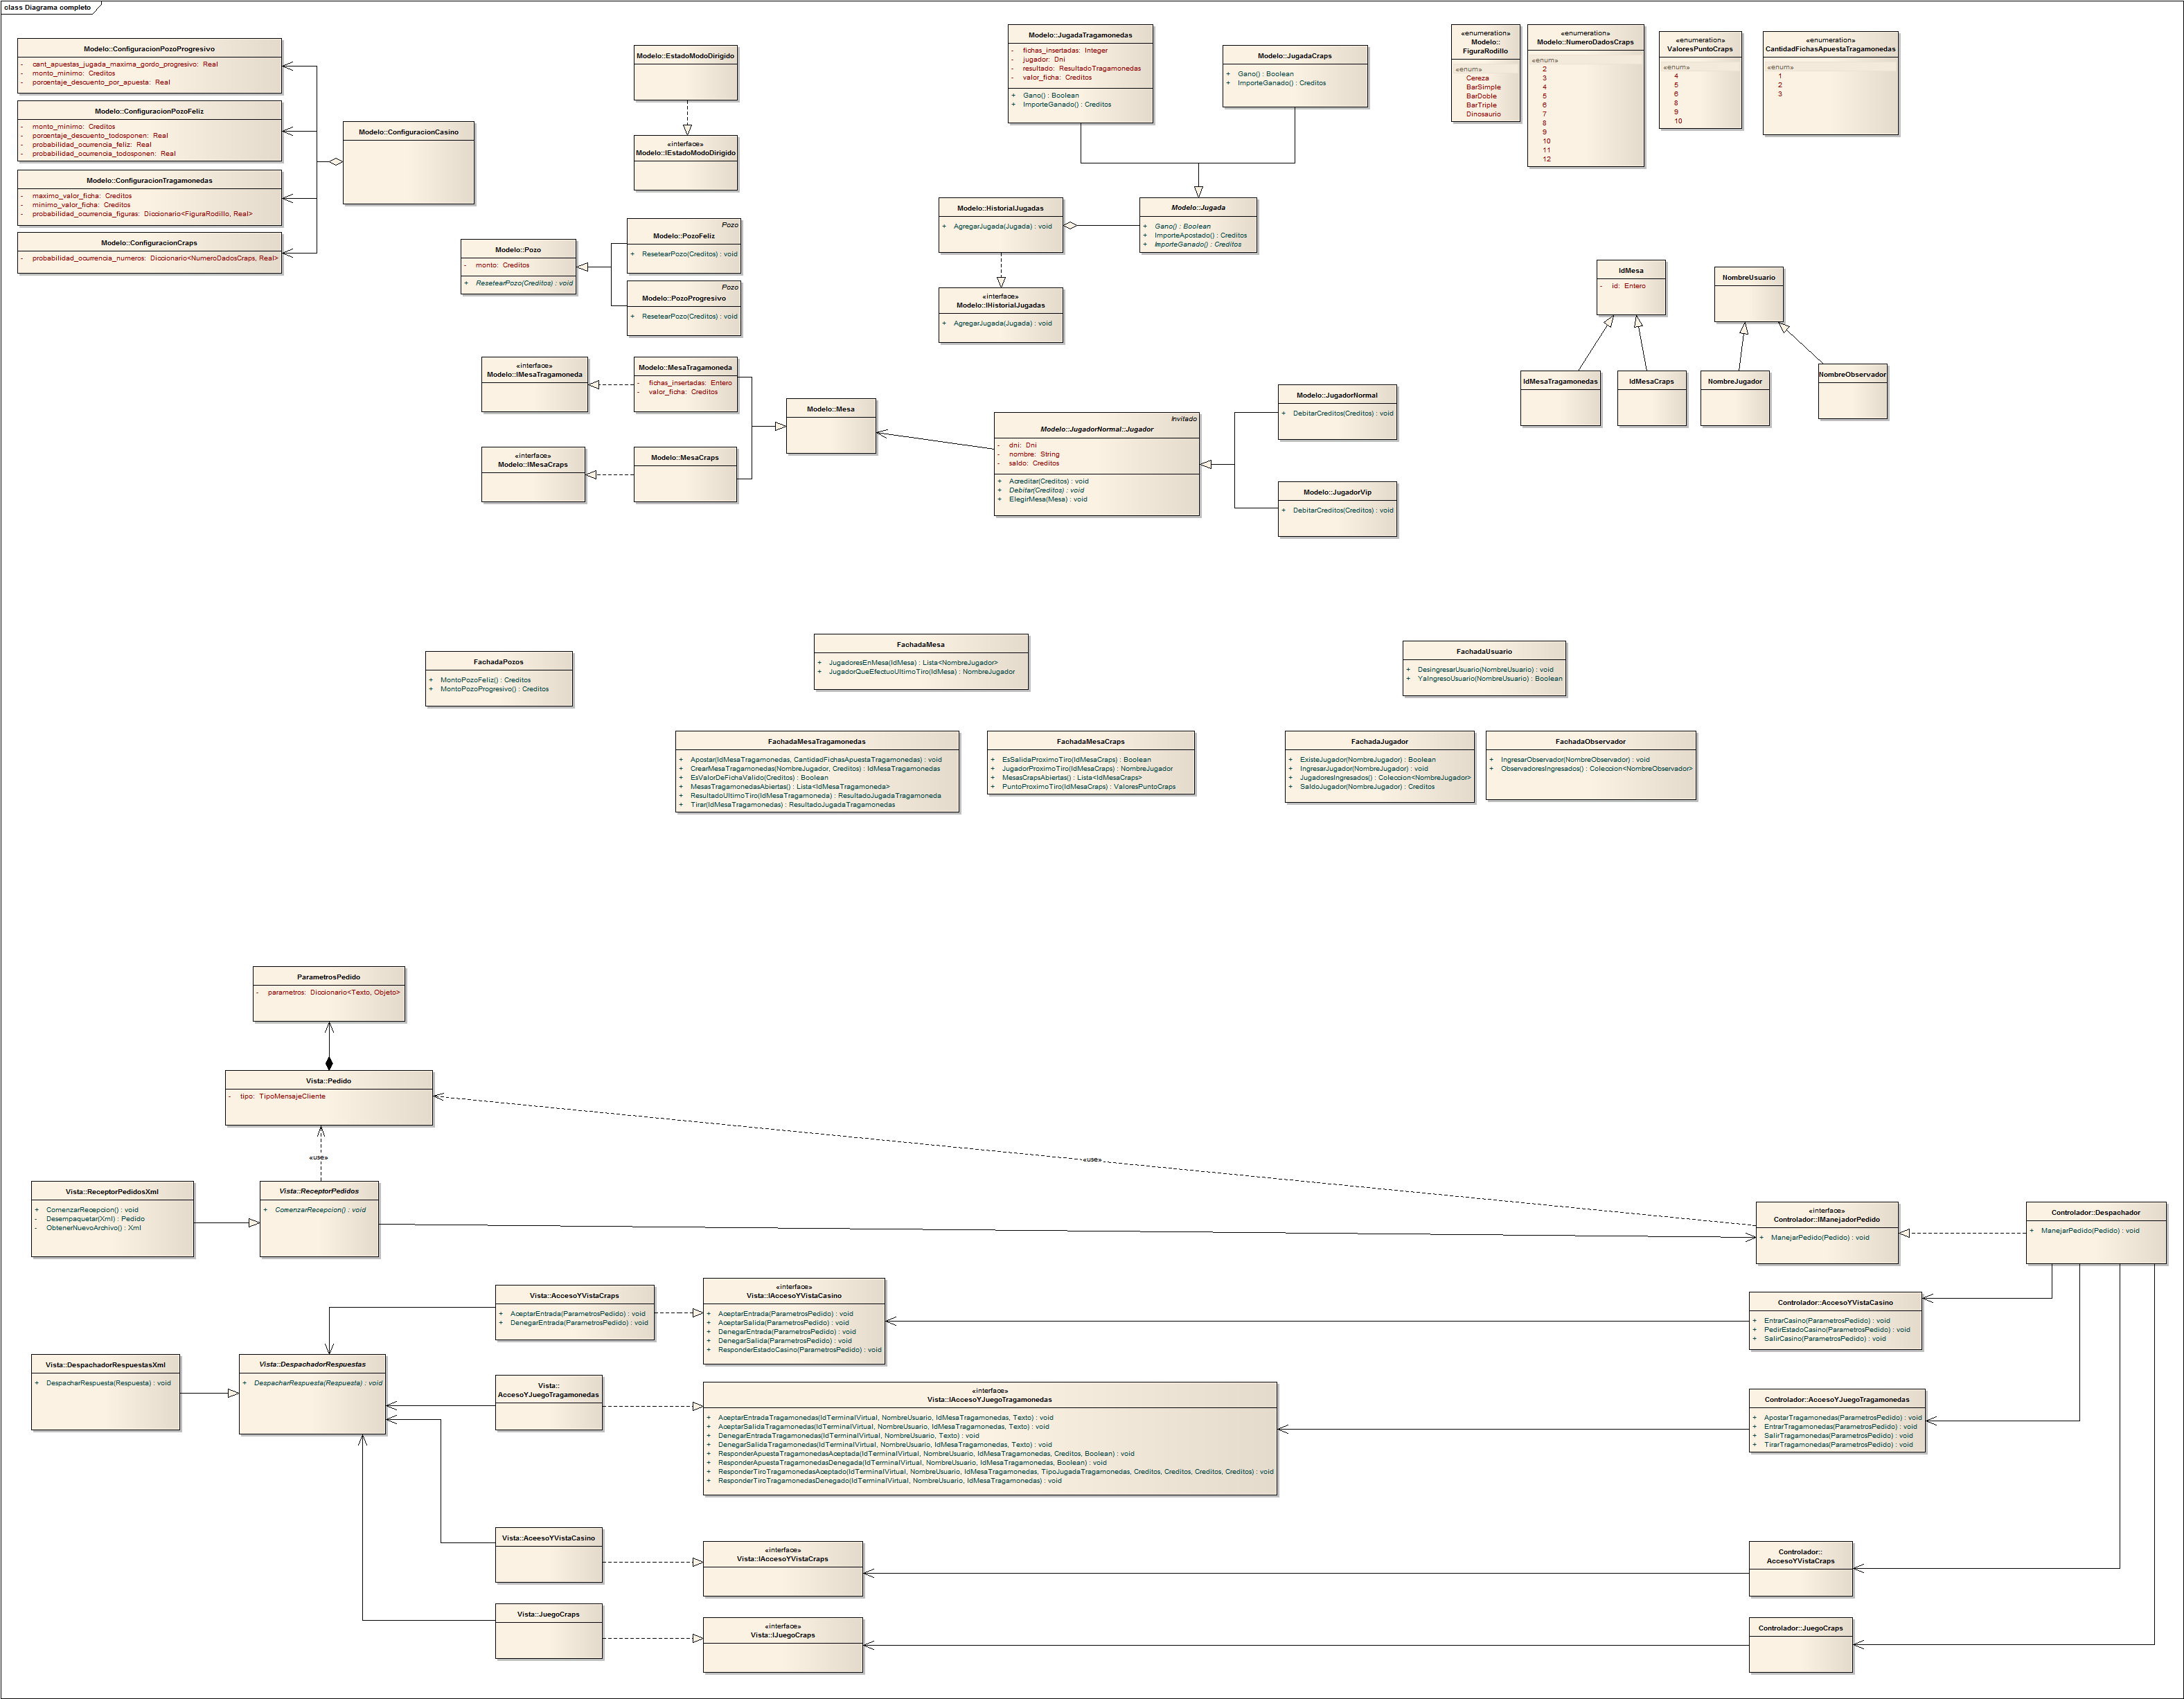 class Diagrama completo
Modelo::ConfiguracionPozoProgresivo
- cant_apuestas_jugada_maxima_gordo_progresivo: Real
- monto_minimo: Creditos
- porcentaje_descuento_por_apuesta: Real
Modelo::ConfiguracionPozoFeliz
- monto_minimo: Creditos
- porcentaje_descuento_todosponen: Real
- probabilidad_ocurrencia_feliz: Real
- probabilidad_ocurrencia_todosponen: Real
Modelo::ConfiguracionTragamonedas
- maximo_valor_ficha: Creditos
- minimo_valor_ficha: Creditos
- probabilidad_ocurrencia_figuras: Diccionario<FiguraRodillo, Real>
Modelo::ConfiguracionCraps
- probabilidad_ocurrencia_numeros: Diccionario<NumeroDadosCraps, Real>
Modelo::ConfiguracionCasino
Modelo::EstadoModoDirigido
«interface»
Modelo::IEstadoModoDirigido
Modelo::Pozo
- monto: Creditos
+ ResetearPozo(Creditos) : void
Pozo
Modelo::PozoFeliz
+ ResetearPozo(Creditos) : void
Pozo
Modelo::PozoProgresivo
+ ResetearPozo(Creditos) : void
Modelo::JugadaTragamonedas
- fichas_insertadas: Integer
- jugador: Dni
- resultado: ResultadoTragamonedas
- valor_ficha: Creditos
+ Gano() : Boolean
+ ImporteGanado() : Creditos
Modelo::JugadaCraps
+ Gano() : Boolean
+ ImporteGanado() : Creditos
Modelo::HistorialJugadas
+ AgregarJugada(Jugada) : void
Modelo::Jugada
+ Gano() : Boolean
+ ImporteApostado() : Creditos
+ ImporteGanado() : Creditos
«interface»
Modelo::IHistorialJugadas
+ AgregarJugada(Jugada) : void
«enumeration»
Modelo::
FiguraRodillo
«enum»
Cereza
BarSimple
BarDoble
BarTriple
Dinosaurio
«enumeration»
Modelo::NumeroDadosCraps
«enum»
2
3
4
5
6
7
8
9
10
11
12
«enumeration»
ValoresPuntoCraps
«enum»
4
5
6
8
9
10
«enumeration»
CantidadFichasApuestaTragamonedas
«enum»
1
2
3
IdMesa
- id: Entero
NombreUsuario
IdMesaTragamonedas
IdMesaCraps
NombreJugador
NombreObservador
«interface»
Modelo::IMesaTragamoneda
Modelo::MesaTragamoneda
- fichas_insertadas: Entero
- valor_ficha: Creditos
«interface»
Modelo::IMesaCraps
Modelo::MesaCraps
Modelo::Mesa
Invitado
Modelo::JugadorNormal::Jugador
- dni: Dni
- nombre: String
- saldo: Creditos
+ Acreditar(Creditos) : void
+ Debitar(Creditos) : void
+ ElegirMesa(Mesa) : void
Modelo::JugadorNormal
+ DebitarCreditos(Creditos) : void
Modelo::JugadorVip
+ DebitarCreditos(Creditos) : void
FachadaPozos
+ MontoPozoFeliz() : Creditos
+ MontoPozoProgresivo() : Creditos
FachadaMesa
+ JugadoresEnMesa(IdMesa) : Lista<NombreJugador>
+ JugadorQueEfectuoUltimoTiro(IdMesa) : NombreJugador
FachadaUsuario
+ DesingresarUsuario(NombreUsuario) : void
+ YaIngresoUsuario(NombreUsuario) : Boolean
FachadaMesaTragamonedas
+ Apostar(IdMesaTragamonedas, CantidadFichasApuestaTragamonedas) : void
+ CrearMesaTragamonedas(NombreJugador, Creditos) : IdMesaTragamonedas
+ EsValorDeFichaValido(Creditos) : Boolean
+ MesasTragamonedasAbiertas() : Lista<IdMesaTragamoneda>
+ ResultadoUltimoTiro(IdMesaTragamoneda) : ResultadoJugadaTragamoneda
+ Tirar(IdMesaTragamonedas) : ResultadoJugadaTragamonedas
FachadaMesaCraps
+ EsSalidaProximoTiro(IdMesaCraps) : Boolean
+ JugadorProximoTiro(IdMesaCraps) : NombreJugador
+ MesasCrapsAbiertas() : Lista<IdMesaCraps>
+ PuntoProximoTiro(IdMesaCraps) : ValoresPuntoCraps
FachadaJugador
+ ExisteJugador(NombreJugador) : Boolean
+ IngresarJugador(NombreJugador) : void
+ JugadoresIngresados() : Coleccion<NombreJugador>
+ SaldoJugador(NombreJugador) : Creditos
FachadaObservador
+ IngresarObservador(NombreObservador) : void
+ ObservadoresIngresados() : Coleccion<NombreObservador>
ParametrosPedido
- parametros: Diccionario<Texto, Objeto>
Vista::Pedido
- tipo: TipoMensajeCliente
«use»
«use»
Vista::ReceptorPedidosXml
+ ComenzarRecepcion() : void
- Desempaquetar(Xml) : Pedido
- ObtenerNuevoArchivo() : Xml
Vista::ReceptorPedidos
+ ComenzarRecepcion() : void
«interface»
Controlador::IManejadorPedido
+ ManejarPedido(Pedido) : void
Controlador::Despachador
+ ManejarPedido(Pedido) : void
Vista::AccesoYVistaCraps
+ AceptarEntrada(ParametrosPedido) : void
+ DenegarEntrada(ParametrosPedido) : void
«interface»
Vista::IAccesoYVistaCasino
+ AceptarEntrada(ParametrosPedido) : void
+ AceptarSalida(ParametrosPedido) : void
+ DenegarEntrada(ParametrosPedido) : void
+ DenegarSalida(ParametrosPedido) : void
+ ResponderEstadoCasino(ParametrosPedido) : void
Controlador::AccesoYVistaCasino
+ EntrarCasino(ParametrosPedido) : void
+ PedirEstadoCasino(ParametrosPedido) : void
+ SalirCasino(ParametrosPedido) : void
Vista::DespachadorRespuestasXml
+ DespacharRespuesta(Respuesta) : void
Vista::DespachadorRespuestas
+ DespacharRespuesta(Respuesta) : void
Vista::
AccesoYJuegoTragamonedas
«interface»
Vista::IAccesoYJuegoTragamonedas
+ AceptarEntradaTragamonedas(IdTerminalVirtual, NombreUsuario, IdMesaTragamonedas, Texto) : void
+ AceptarSalidaTragamonedas(IdTerminalVirtual, NombreUsuario, IdMesaTragamonedas, Texto) : void
+ DenegarEntradaTragamonedas(IdTerminalVirtual, NombreUsuario, Texto) : void
+ DenegarSalidaTragamonedas(IdTerminalVirtual, NombreUsuario, IdMesaTragamonedas, Texto) : void
+ ResponderApuestaTragamonedasAceptada(IdTerminalVirtual, NombreUsuario, IdMesaTragamonedas, Creditos, Boolean) : void
+ ResponderApuestaTragamonedasDenegada(IdTerminalVirtual, NombreUsuario, IdMesaTragamonedas, Boolean) : void
+ ResponderTiroTragamonedasAceptado(IdTerminalVirtual, NombreUsuario, IdMesaTragamonedas, TipoJugadaTragamonedas, Creditos, Creditos, Creditos, Creditos) : void
+ ResponderTiroTragamonedasDenegado(IdTerminalVirtual, NombreUsuario, IdMesaTragamonedas) : void
Controlador::AccesoYJuegoTragamonedas
+ ApostarTragamonedas(ParametrosPedido) : void
+ EntrarTragamonedas(ParametrosPedido) : void
+ SalirTragamonedas(ParametrosPedido) : void
+ TirarTragamonedas(ParametrosPedido) : void
Vista::AceesoYVistaCasino
«interface»
Vista::IAccesoYVistaCraps
Controlador::
AccesoYVistaCraps
Vista::JuegoCraps
«interface»
Vista::IJuegoCraps
Controlador::JuegoCraps